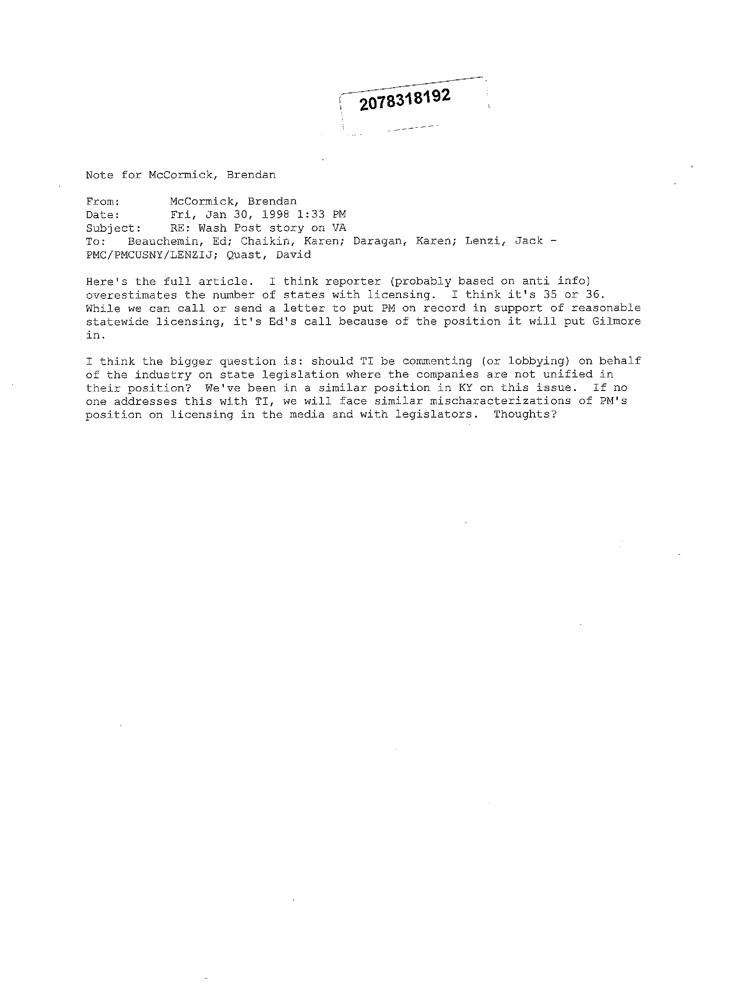 2078318192
Note for McCormick, Brendan
From: McCormick, Brendan
Date: Fri, Jan 30, 1998 1:33 PM
Subject: RE: Wash Post story on VA
To: Beauchemin, Ed; Chaikin, Karen; Daragan, Karen; Lenzi, Jack -
PMC/PMCUSNY/LENZIJ; Quast, David
Here's the full article. I think reporter (probably based on anti info)
overestimates the number of states with licensing. I think it's 35 or 36.
While we can call or send a letter to put PM on record in support of reasonable
statewide licensing, it's Ed's call because of the position it will put Gilmore
in.
I think the bigger question is: should TI be commenting (or lobbying) on behalf
of the industry on state legislation where the companies are not unified in
their position? We've been in a similar position in KY on this issue. If no
one addresses this with TI, we will face similar mischaracterizations of PM's
position on licensing in the media and with legislators. Thoughts?